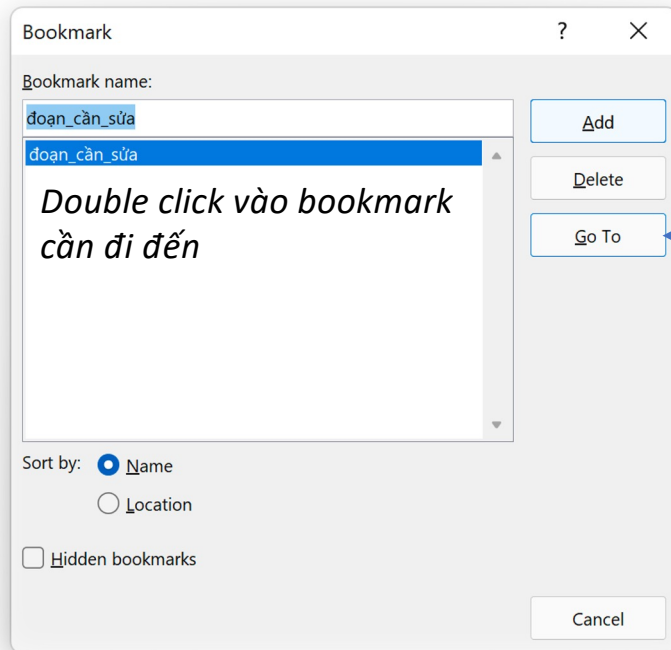 Bookmark ?
Bookmark name:
đoạn_cần_sửa
Add
đoạn_cần_sửa
Delete
Double click vào bookmark
cần đi đến
Go To
Sort by: Name
Location
Hidden bookmarks
Cancel